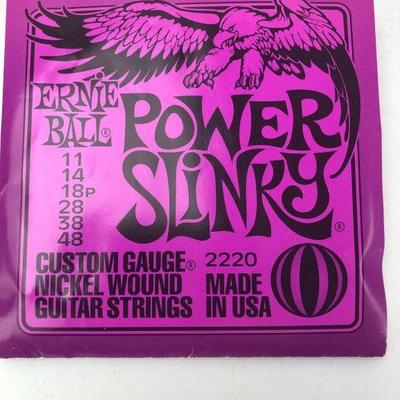 ERNIE
BALL®
POWER
SLINKY®
11
14
18P
28
38
48
CUSTOM GAUGE® 2220
NICKEL WOUND MADE
GUITAR STRINGS IN USA